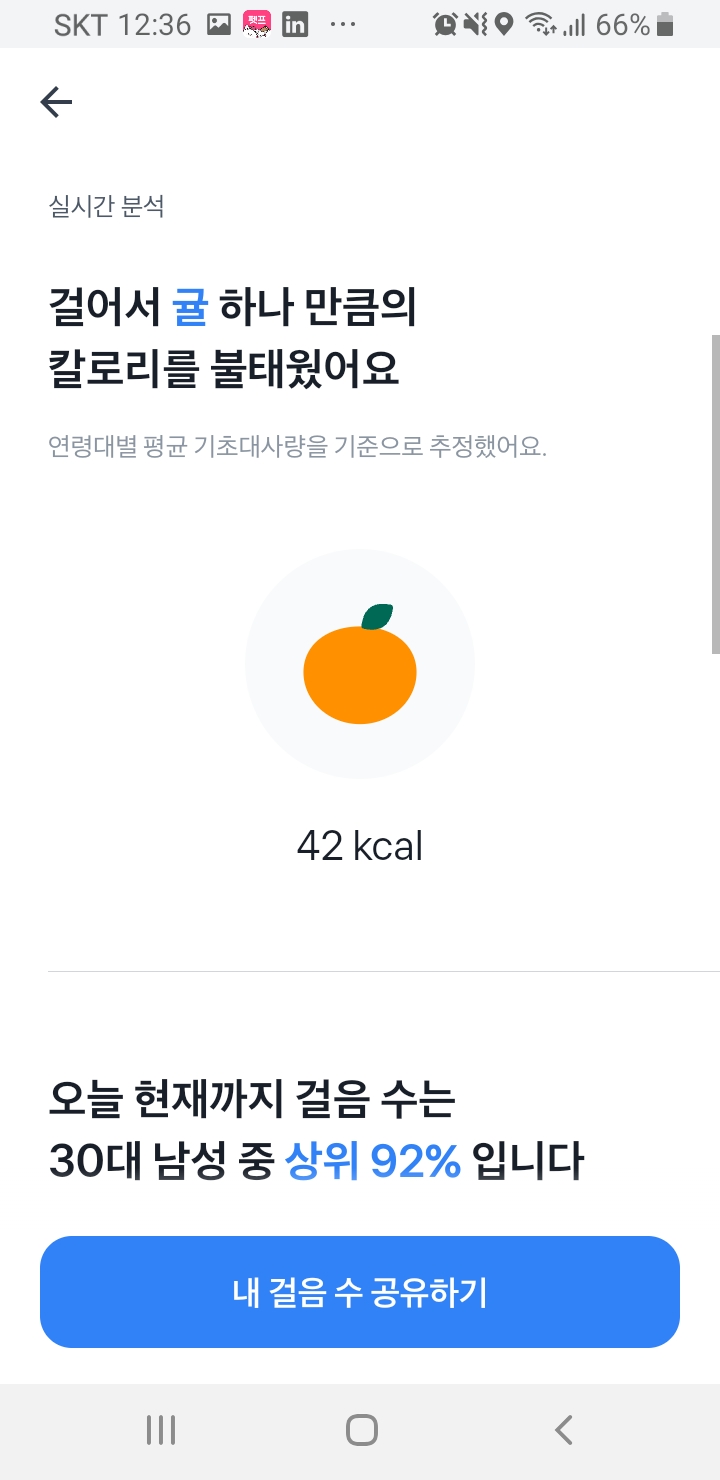 SKT 12:36 펫프 in ... 66%
실시간 분석
걸어서 귤 하나 만큼의
칼로리를 불태웠어요
연령대별 평균 기초대사량을 기준으로 추정했어요.
42 kcal
오늘 현재까지 걸음 수는
30대 남성 중 상위 92% 입니다
내 걸음 수 공유하기